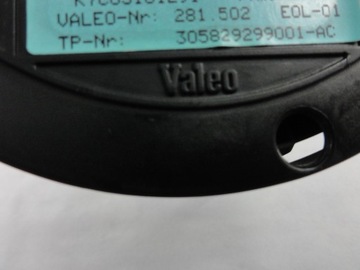 VALEO-Nr: 281.502 EOL-01
TP-Nr: 305829299001-AC
Valeo